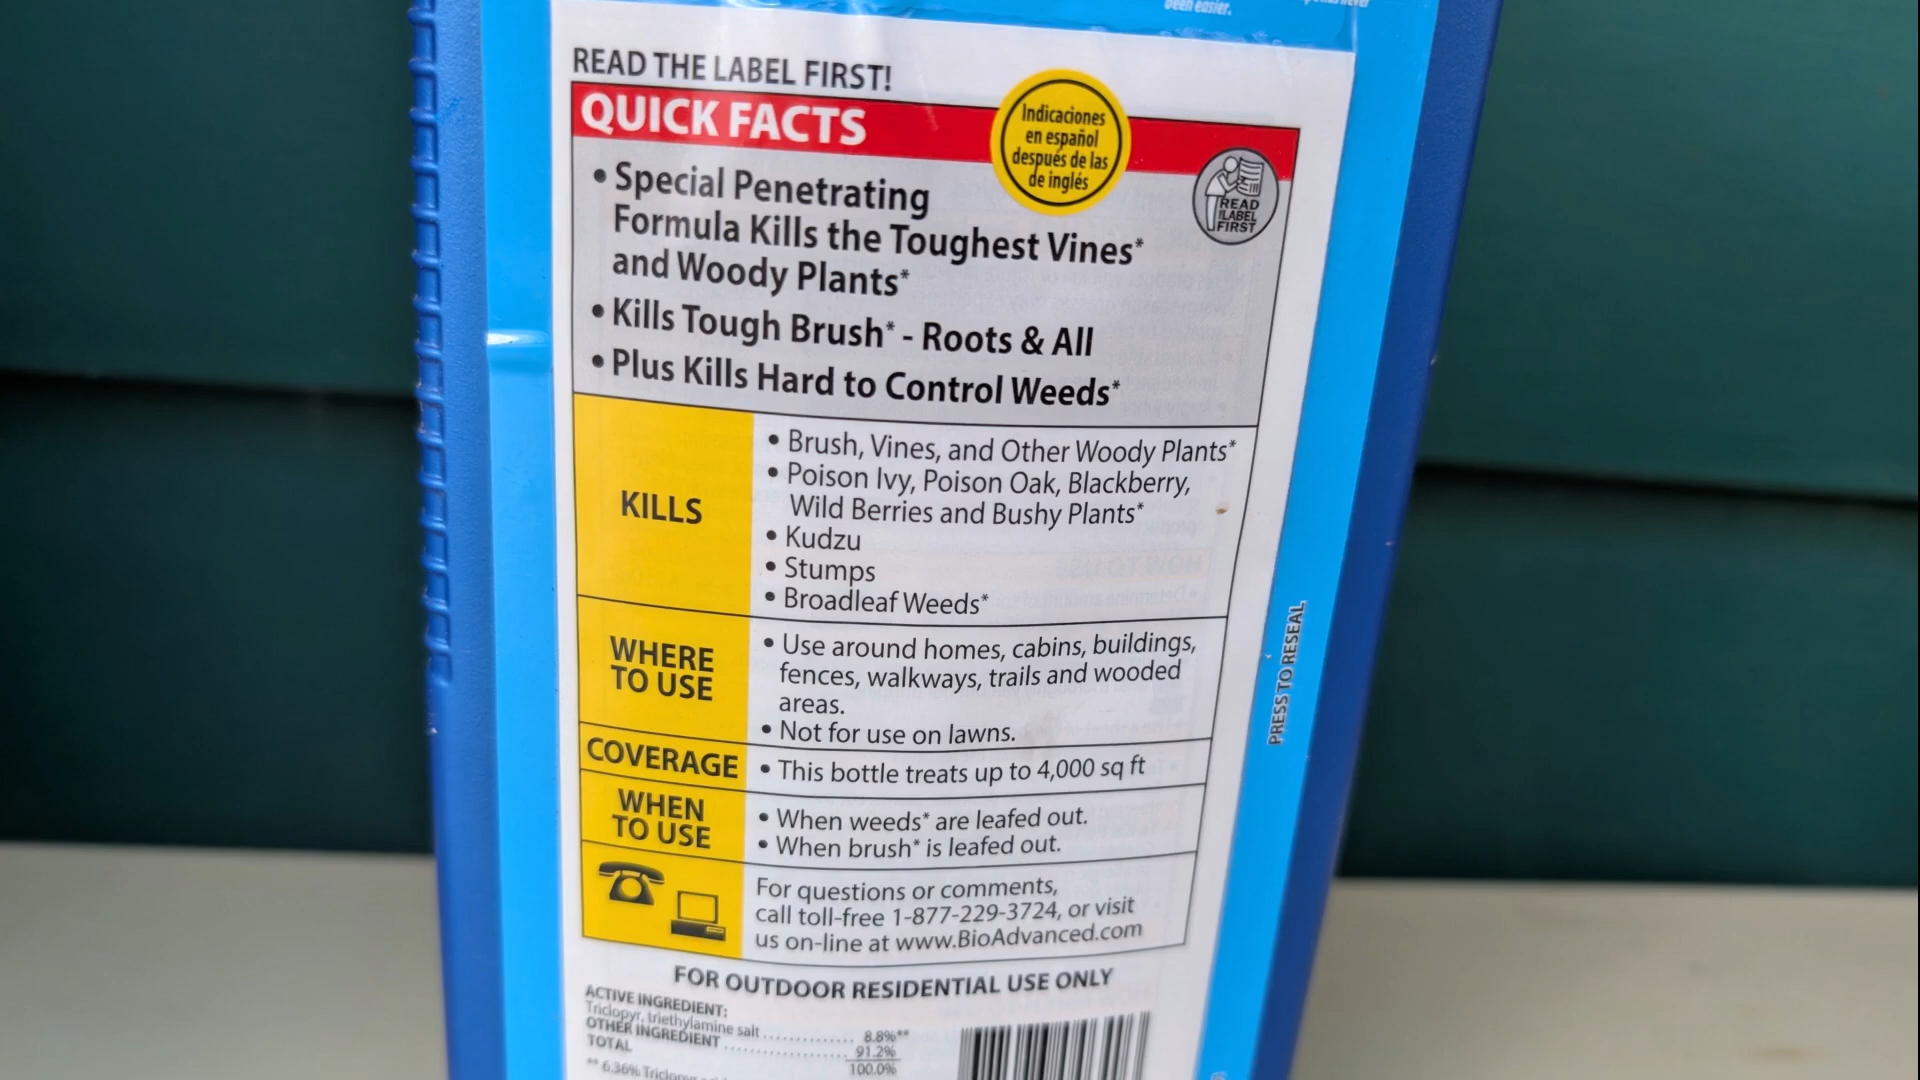 been easier.
READ THE LABEL FIRST!
QUICK FACTS
Indicaciones
en español
después de las
de inglés
READ
THE LABEL
FIRST
• Special Penetrating
Formula Kills the Toughest Vines*
and Woody Plants*
• Kills Tough Brush* - Roots & All
• Plus Kills Hard to Control Weeds*
KILLS
• Brush, Vines, and Other Woody Plants*
• Poison Ivy, Poison Oak, Blackberry,
Wild Berries and Bushy Plants*
• Kudzu
• Stumps
• Broadleaf Weeds*
WHERE
TO USE
• Use around homes, cabins, buildings,
fences, walkways, trails and wooded
areas.
• Not for use on lawns.
COVERAGE
• This bottle treats up to 4,000 sq ft
WHEN
TO USE
• When weeds* are leafed out.
• When brush* is leafed out.
For questions or comments,
call toll-free 1-877-229-3724, or visit
us on-line at www.BioAdvanced.com
PRESS TO RESEAL
FOR OUTDOOR RESIDENTIAL USE ONLY
ACTIVE INGREDIENT:
Triclopyr, triethylamine salt .............. 8.8%**
OTHER INGREDIENT .................... 91.2%
TOTAL 100.0%
** 6.36%